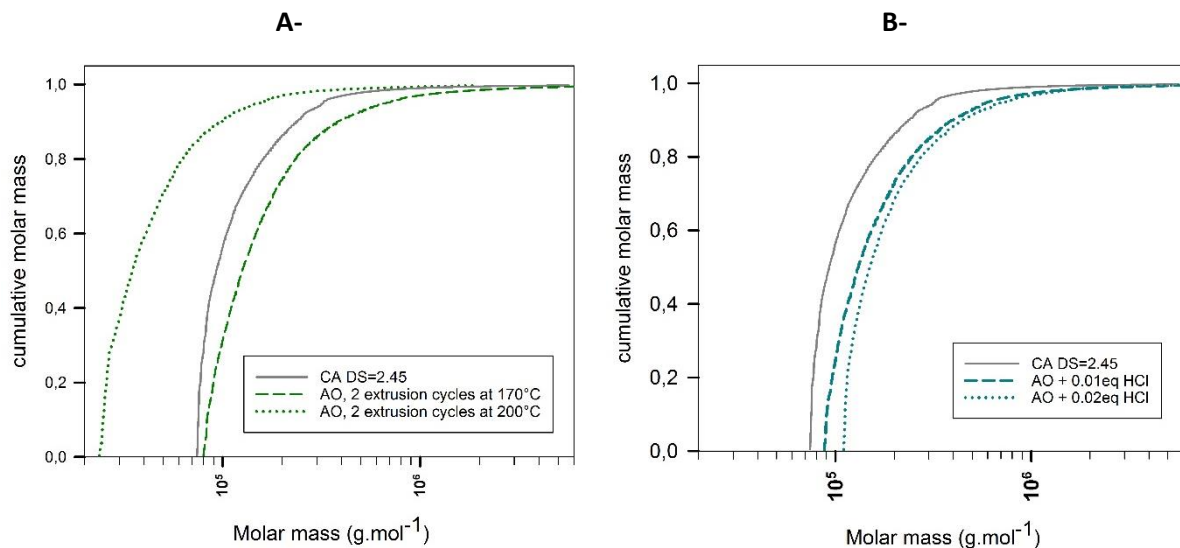 A-
cumulative molar mass
1,0
0,8
0,6
0,4
0,2
0,0
CA DS=2.45
AO, 2 extrusion cycles at 170°C
AO, 2 extrusion cycles at 200°C
10⁵
10⁶
Molar mass (g.mol⁻¹)
B-
cumulative molar mass
1,0
0,8
0,6
0,4
0,2
0,0
CA DS=2.45
AO + 0.01eq HCl
AO + 0.02eq HCl
10⁵
10⁶
Molar mass (g.mol⁻¹)